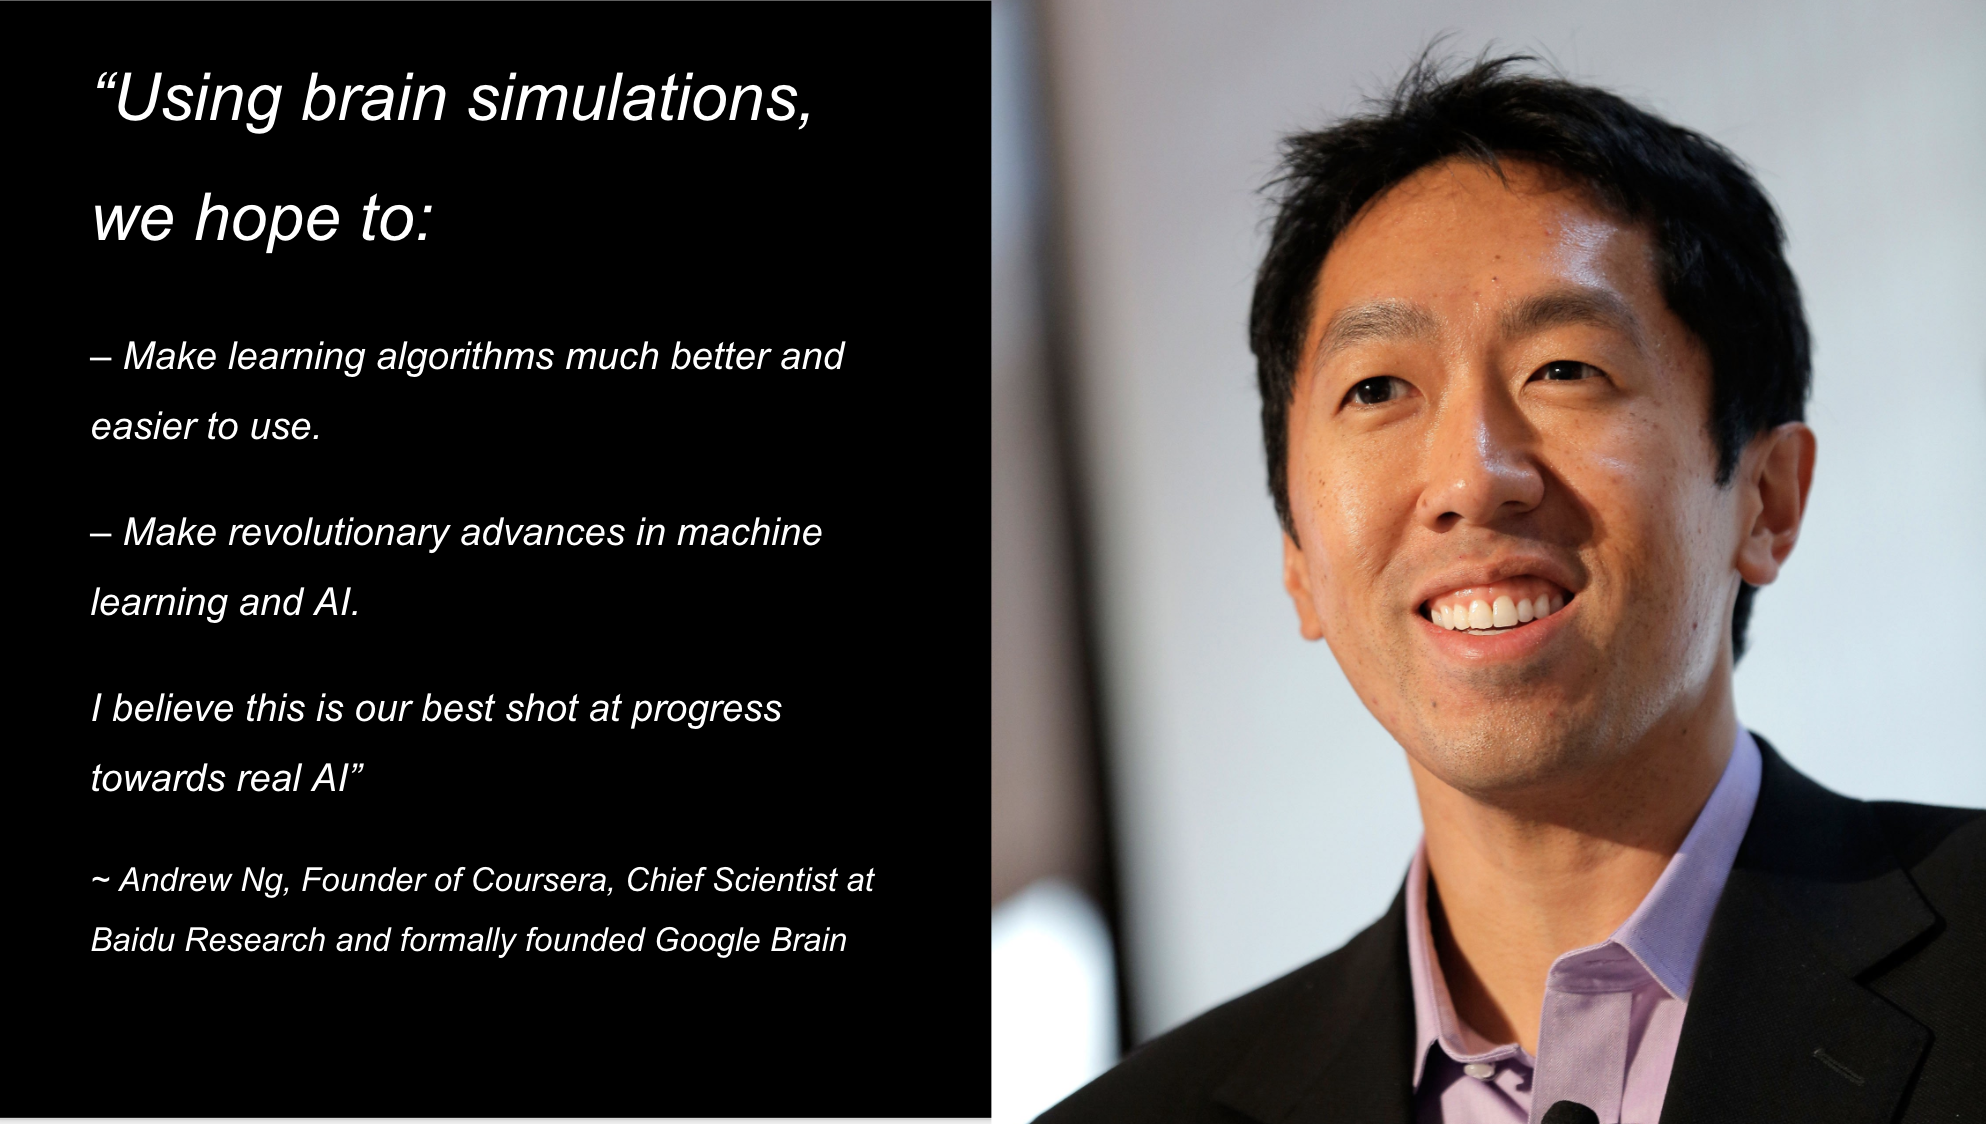 “Using brain simulations,
we hope to:
– Make learning algorithms much better and
easier to use.
– Make revolutionary advances in machine
learning and AI.
I believe this is our best shot at progress
towards real AI”
~ Andrew Ng, Founder of Coursera, Chief Scientist at
Baidu Research and formally founded Google Brain